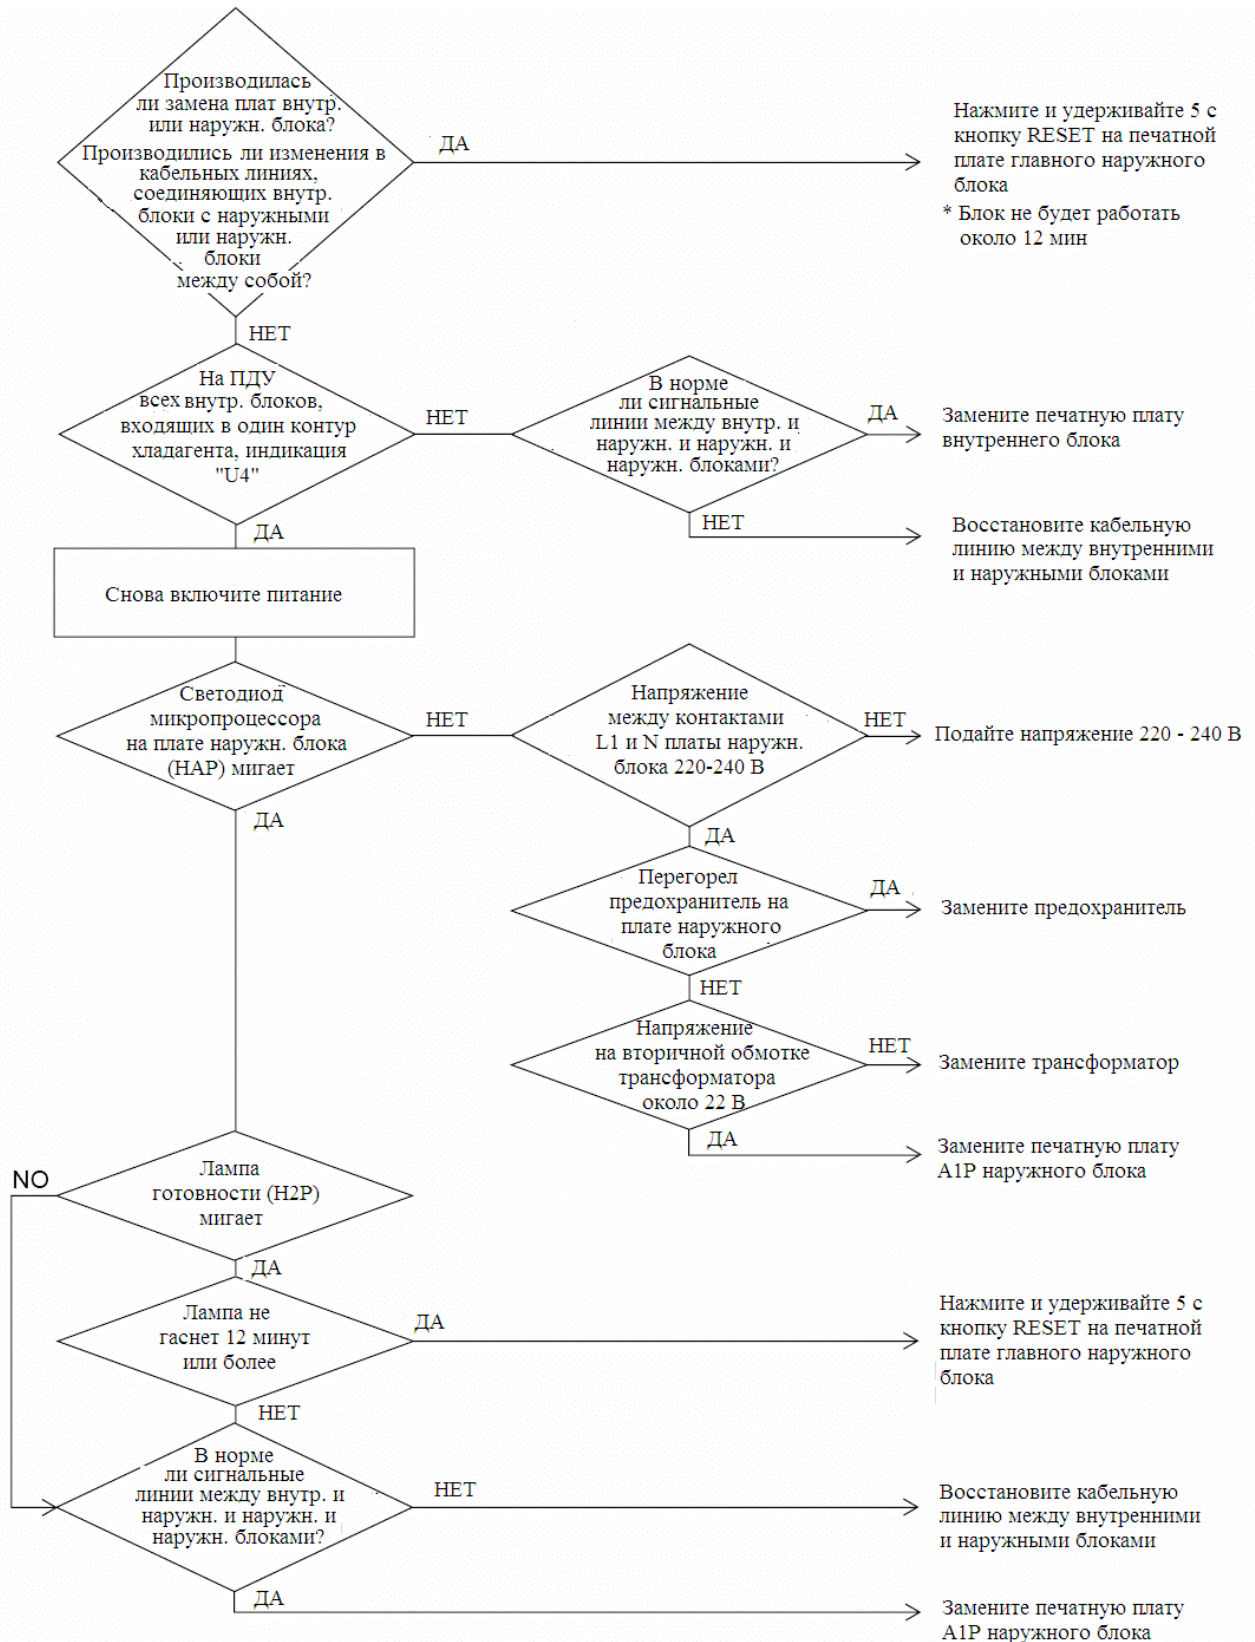 Производилась
ли замена плат внутр.
или наружн. блока?
Производились ли изменения в
кабельных линиях,
соединяющих внутр.
блоки с наружными
или наружн.
блоки
между собой?
ДА
Нажмите и удерживайте 5 с
кнопку RESET на печатной
плате главного наружного
блока
* Блок не будет работать
около 12 мин
НЕТ
На ПДУ
всех внутр. блоков,
входящих в один контур
хладагента, индикация
"U4"
НЕТ
В норме
ли сигнальные
линии между внутр. и
наружн. и наружн. и
наружн. блоками?
ДА
Замените печатную плату
внутреннего блока
НЕТ
Восстановите кабельную
линию между внутренними
и наружными блоками
ДА
Снова включите питание
Светодиод
микропроцессора
на плате наружн. блока
(HAP) мигает
НЕТ
Напряжение
между контактами
L1 и N платы наружн.
блока 220-240 В
НЕТ
Подайте напряжение 220 - 240 В
ДА
ДА
Перегорел
предохранитель на
плате наружного
блока
ДА
Замените предохранитель
НЕТ
Напряжение
на вторичной обмотке
трансформатора
около 22 В
НЕТ
Замените трансформатор
ДА
Замените печатную плату
A1P наружного блока
NO
Лампа
готовности (H2P)
мигает
ДА
Лампа не
гаснет 12 минут
или более
ДА
Нажмите и удерживайте 5 с
кнопку RESET на печатной
плате главного наружного
блока
НЕТ
В норме
ли сигнальные
линии между внутр. и
наружн. и наружн. и
наружн. блоками?
НЕТ
Восстановите кабельную
линию между внутренними
и наружными блоками
ДА
Замените печатную плату
A1P наружного блока